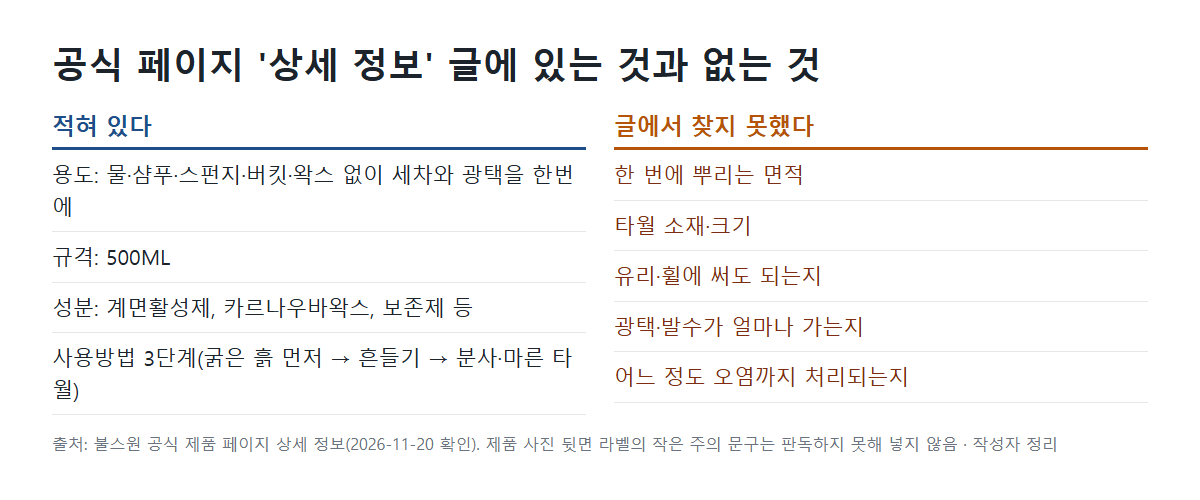 공식 페이지 '상세 정보' 글에 있는 것과 없는 것
적혀 있다
용도: 물·샴푸·스펀지·버킷·왁스 없이 세차와 광택을 한번
에
규격: 500ML
성분: 계면활성제, 카르나우바왁스, 보존제 등
사용방법 3단계(굵은 흙 먼저 → 흔들기 → 분사·마른 타
월)
글에서 찾지 못했다
한 번에 뿌리는 면적
타월 소재·크기
유리·휠에 써도 되는지
광택·발수가 얼마나 가는지
어느 정도 오염까지 처리되는지
출처: 불스원 공식 제품 페이지 상세 정보(2026-11-20 확인). 제품 사진 뒷면 라벨의 작은 주의 문구는 판독하지 못해 넣지 않음 · 작성자 정리